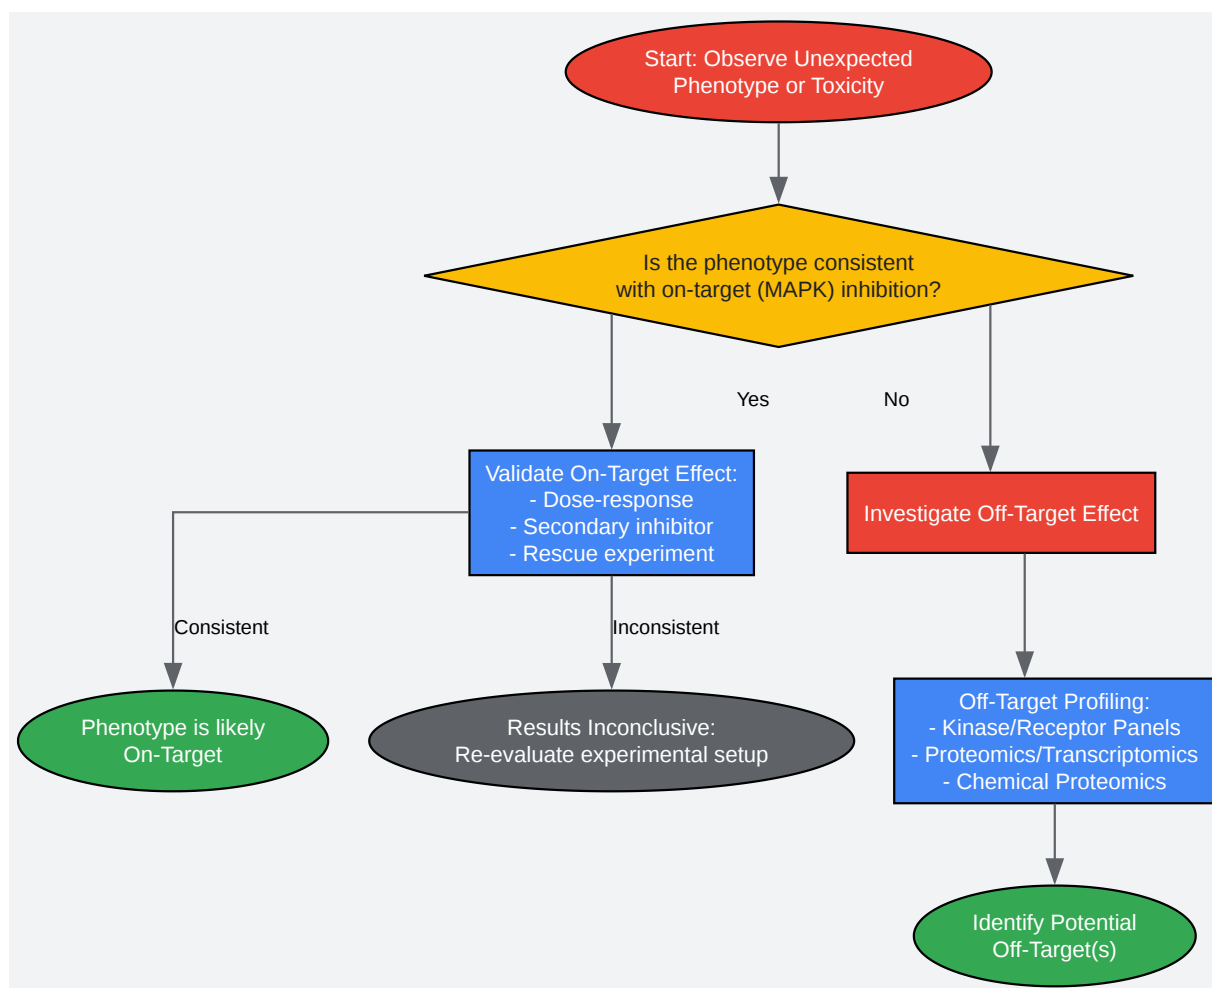 Start: Observe Unexpected
Phenotype or Toxicity
Is the phenotype consistent
with on-target (MAPK) inhibition?
Yes
No
Validate On-Target Effect:
- Dose-response
- Secondary inhibitor
- Rescue experiment
Investigate Off-Target Effect
Consistent
Inconsistent
Phenotype is likely
On-Target
Results Inconclusive:
Re-evaluate experimental setup
Off-Target Profiling:
- Kinase/Receptor Panels
- Proteomics/Transcriptomics
- Chemical Proteomics
Identify Potential
Off-Target(s)